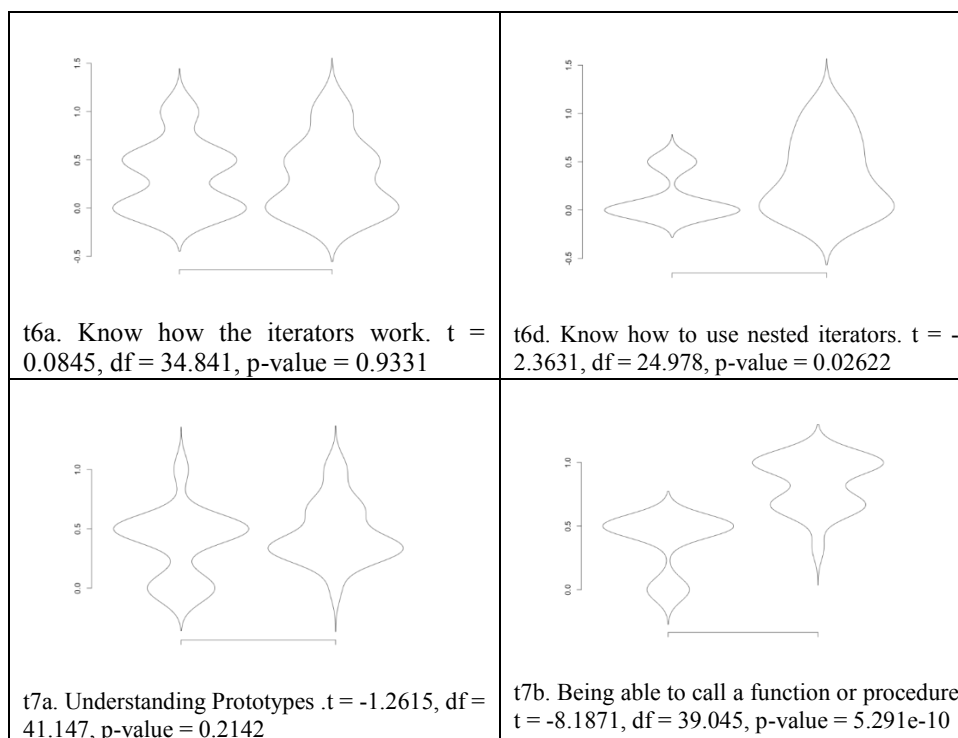 1.5
1.0
0.5
0.0
-0.5
t6a. Know how the iterators work. t =
0.0845, df = 34.841, p-value = 0.9331
1.5
1.0
0.5
0.0
-0.5
t6d. Know how to use nested iterators. t = -
2.3631, df = 24.978, p-value = 0.02622
1.0
0.5
0.0
t7a. Understanding Prototypes .t = -1.2615, df =
41.147, p-value = 0.2142
1.0
0.5
0.0
t7b. Being able to call a function or procedure
t = -8.1871, df = 39.045, p-value = 5.291e-10